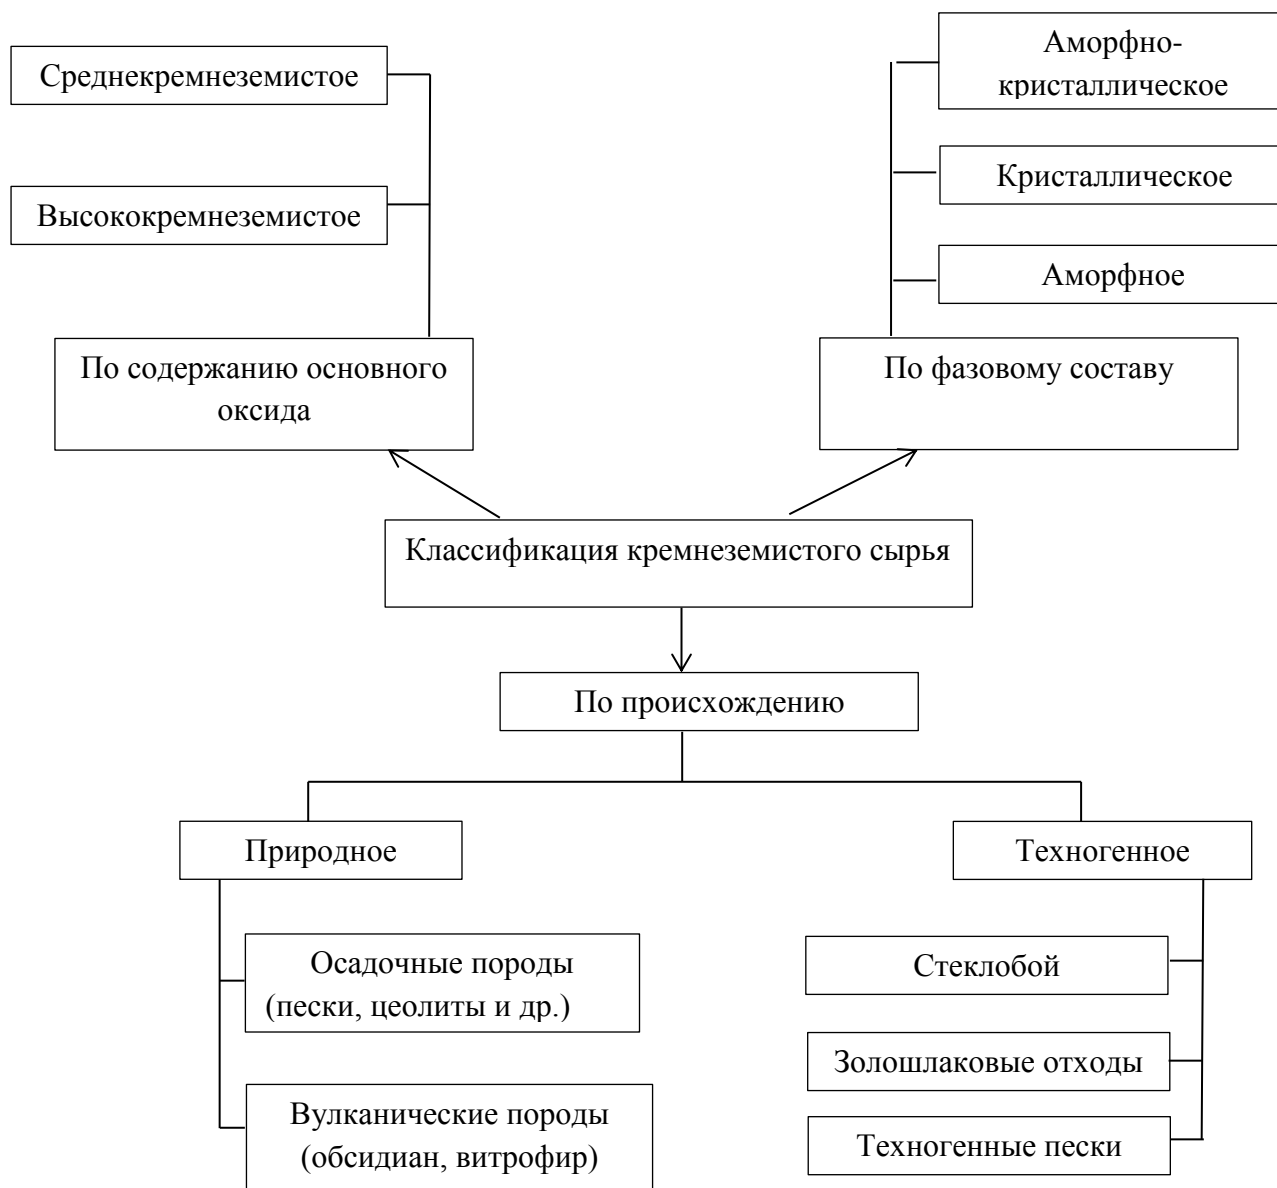 Среднекремнеземистое
Высококремнеземистое
По содержанию основного
оксида
Аморфно-
кристаллическое
Кристаллическое
Аморфное
По фазовому составу
Классификация кремнеземистого сырья
По происхождению
Природное
Осадочные породы
(пески, цеолиты и др.)
Вулканические породы
(обсидиан, витрофир)
Техногенное
Стеклобой
Золошлаковые отходы
Техногенные пески